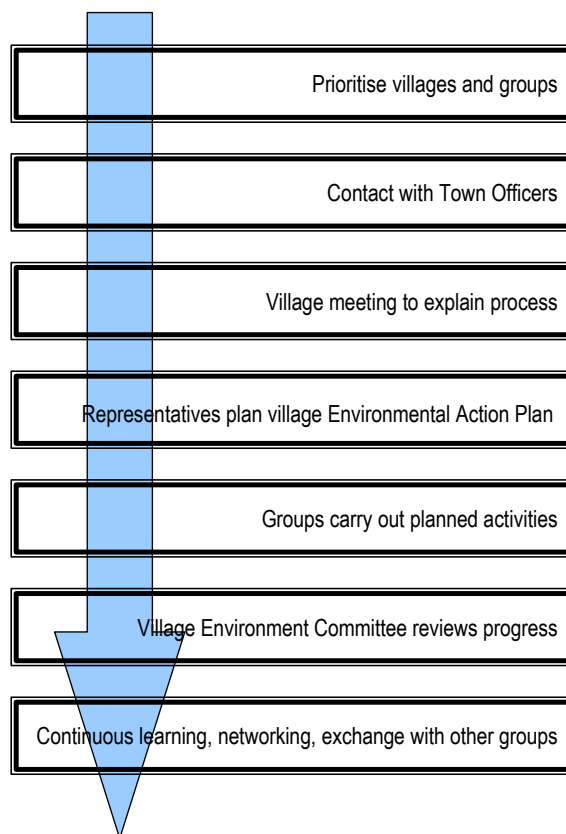 Prioritise villages and groups
Contact with Town Officers
Village meeting to explain process
Representatives plan village Environmental Action Plan
Groups carry out planned activities
Village Environment Committee reviews progress
Continuous learning, networking, exchange with other groups